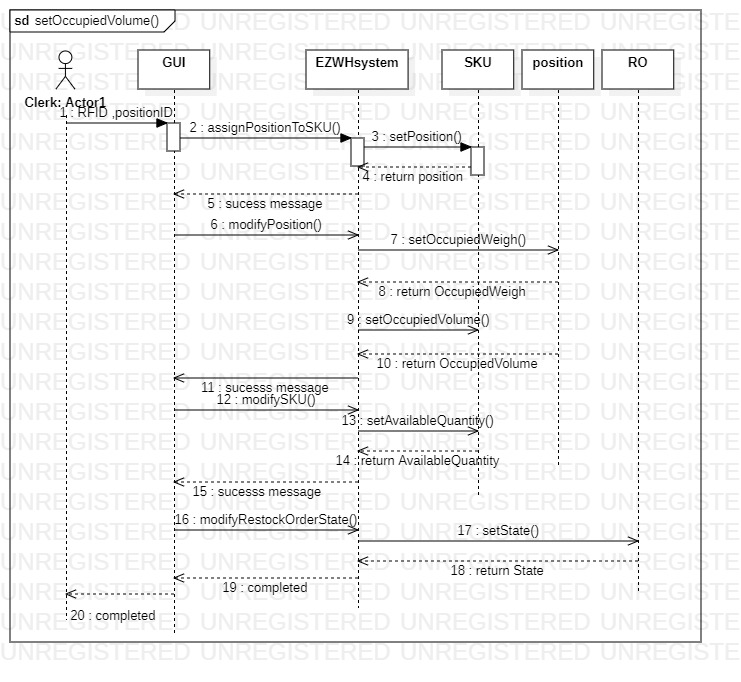 sd setOccupiedVolume()
GUI
EZWHsystem
SKU
position
RO
Clerk: Actor1
1 : RFID ,positionID
2 : assignPositionToSKU()
3 : setPosition()
4 : return position
5 : sucess message
6 : modifyPosition()
7 : setOccupiedWeigh()
8 : return OccupiedWeigh
9 : setOccupiedVolume()
10 : return OccupiedVolume
11 : sucesss message
12 : modifySKU()
13 : setAvailableQuantity()
14 : return AvailableQuantity
15 : sucesss message
16 : modifyRestockOrderState()
17 : setState()
18 : return State
19 : completed
20 : completed
UNREGISTERED UNREGISTERED UNREGISTERED UNREGISTE